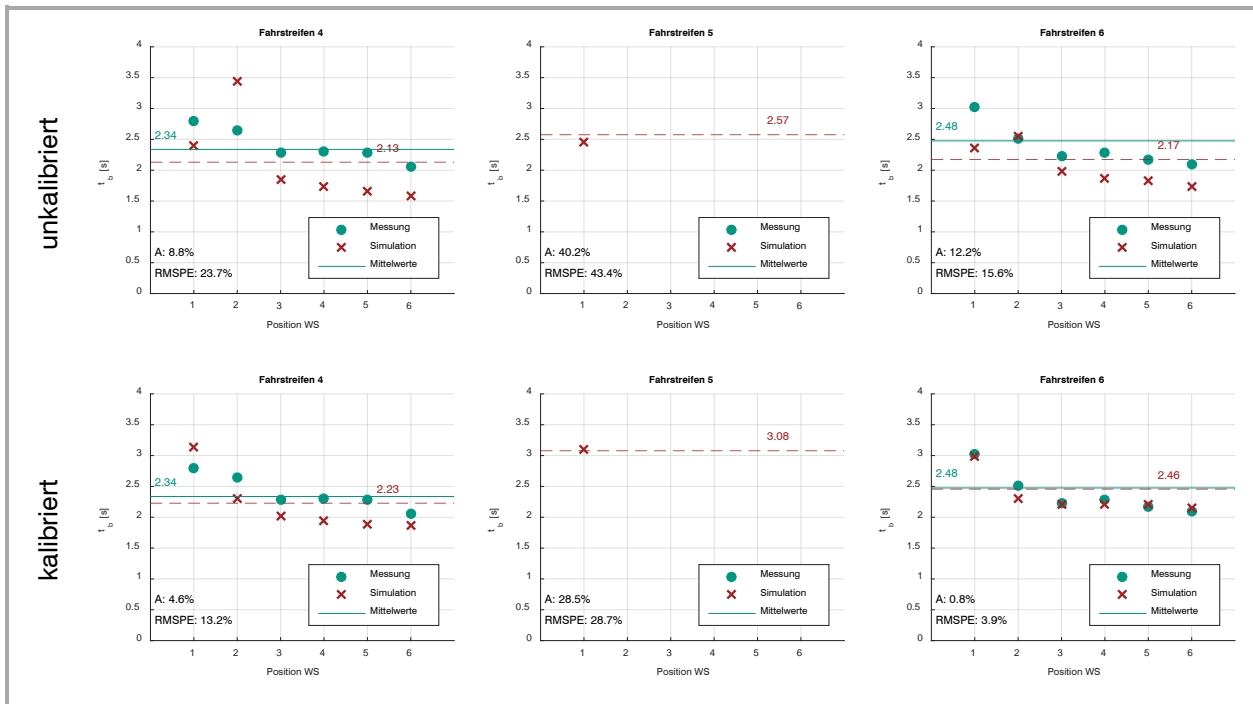 unkalibriert
Fahrstreifen 4
4
3.5
3
2.5
2
1.5
1
0.5
0
t_b [s]
2.34
2.13
Messung
Simulation
Mittelwerte
A: 8.8%
RMSPE: 23.7%
1 2 3 4 5 6
Position WS
Fahrstreifen 5
4
3.5
3
2.5
2
1.5
1
0.5
0
t_b [s]
2.57
Messung
Simulation
Mittelwerte
A: 40.2%
RMSPE: 43.4%
1 2 3 4 5 6
Position WS
Fahrstreifen 6
4
3.5
3
2.5
2
1.5
1
0.5
0
t_b [s]
2.48
2.17
Messung
Simulation
Mittelwerte
A: 12.2%
RMSPE: 15.6%
1 2 3 4 5 6
Position WS
kalibriert
Fahrstreifen 4
4
3.5
3
2.5
2
1.5
1
0.5
0
t_b [s]
2.34
2.23
Messung
Simulation
Mittelwerte
A: 4.6%
RMSPE: 13.2%
1 2 3 4 5 6
Position WS
Fahrstreifen 5
4
3.5
3
2.5
2
1.5
1
0.5
0
t_b [s]
3.08
Messung
Simulation
Mittelwerte
A: 28.5%
RMSPE: 28.7%
1 2 3 4 5 6
Position WS
Fahrstreifen 6
4
3.5
3
2.5
2
1.5
1
0.5
0
t_b [s]
2.48
2.46
Messung
Simulation
Mittelwerte
A: 0.8%
RMSPE: 3.9%
1 2 3 4 5 6
Position WS